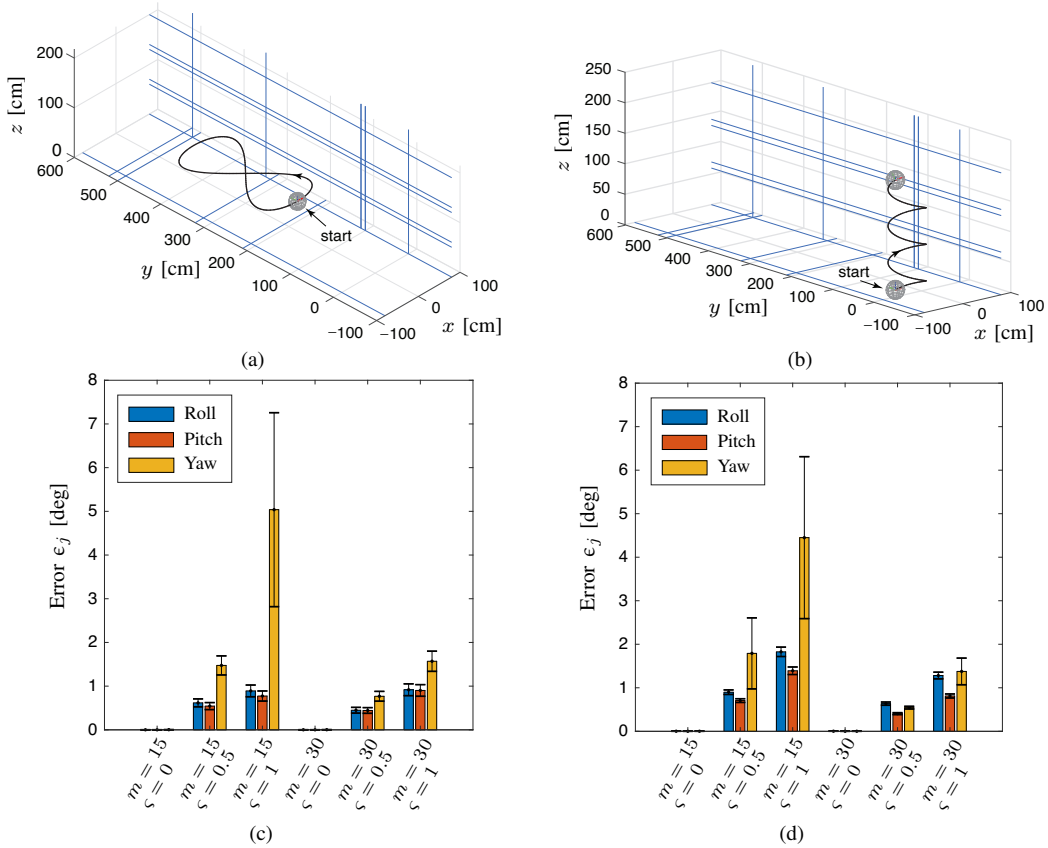 200
100
0
z [cm]
600
500
400
300
200
100
0
−100
y [cm]
−100
0
100
x [cm]
start
(a)
250
200
150
100
50
0
z [cm]
600
500
400
300
200
100
0
−100
y [cm]
−100
0
100
x [cm]
start
(b)
8
7
6
5
4
3
2
1
0
Error ϵj [deg]
Roll
Pitch
Yaw
m = 15
ς = 0
m = 15
ς = 0.5
m = 15
ς = 1
m = 30
ς = 0
m = 30
ς = 0.5
m = 30
ς = 1
(c)
8
7
6
5
4
3
2
1
0
Error ϵj [deg]
Roll
Pitch
Yaw
m = 15
ς = 0
m = 15
ς = 0.5
m = 15
ς = 1
m = 30
ς = 0
m = 30
ς = 0.5
m = 30
ς = 1
(d)